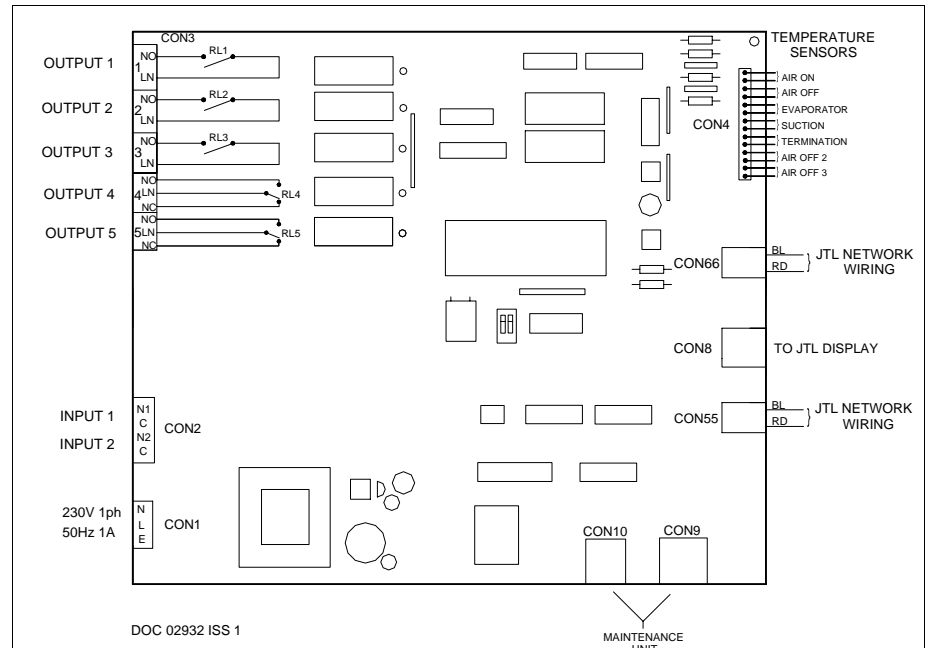 CON3
OUTPUT 1
NO
1
LN
RL1
OUTPUT 2
NO
2
LN
RL2
OUTPUT 3
NO
3
LN
RL3
OUTPUT 4
NO
4LN
NC
RL4
OUTPUT 5
NO
5LN
NC
RL5
TEMPERATURE
SENSORS
CON4
AIR ON
AIR OFF
EVAPORATOR
SUCTION
TERMINATION
AIR OFF 2
AIR OFF 3
CON66
BL
RD
JTL NETWORK
WIRING
CON8
TO JTL DISPLAY
CON55
BL
RD
JTL NETWORK
WIRING
INPUT 1
INPUT 2
N1
C
N2
C
CON2
230V 1ph
50Hz 1A
N
L
E
CON1
CON10
CON9
MAINTENANCE
UNIT
DOC 02932 ISS 1